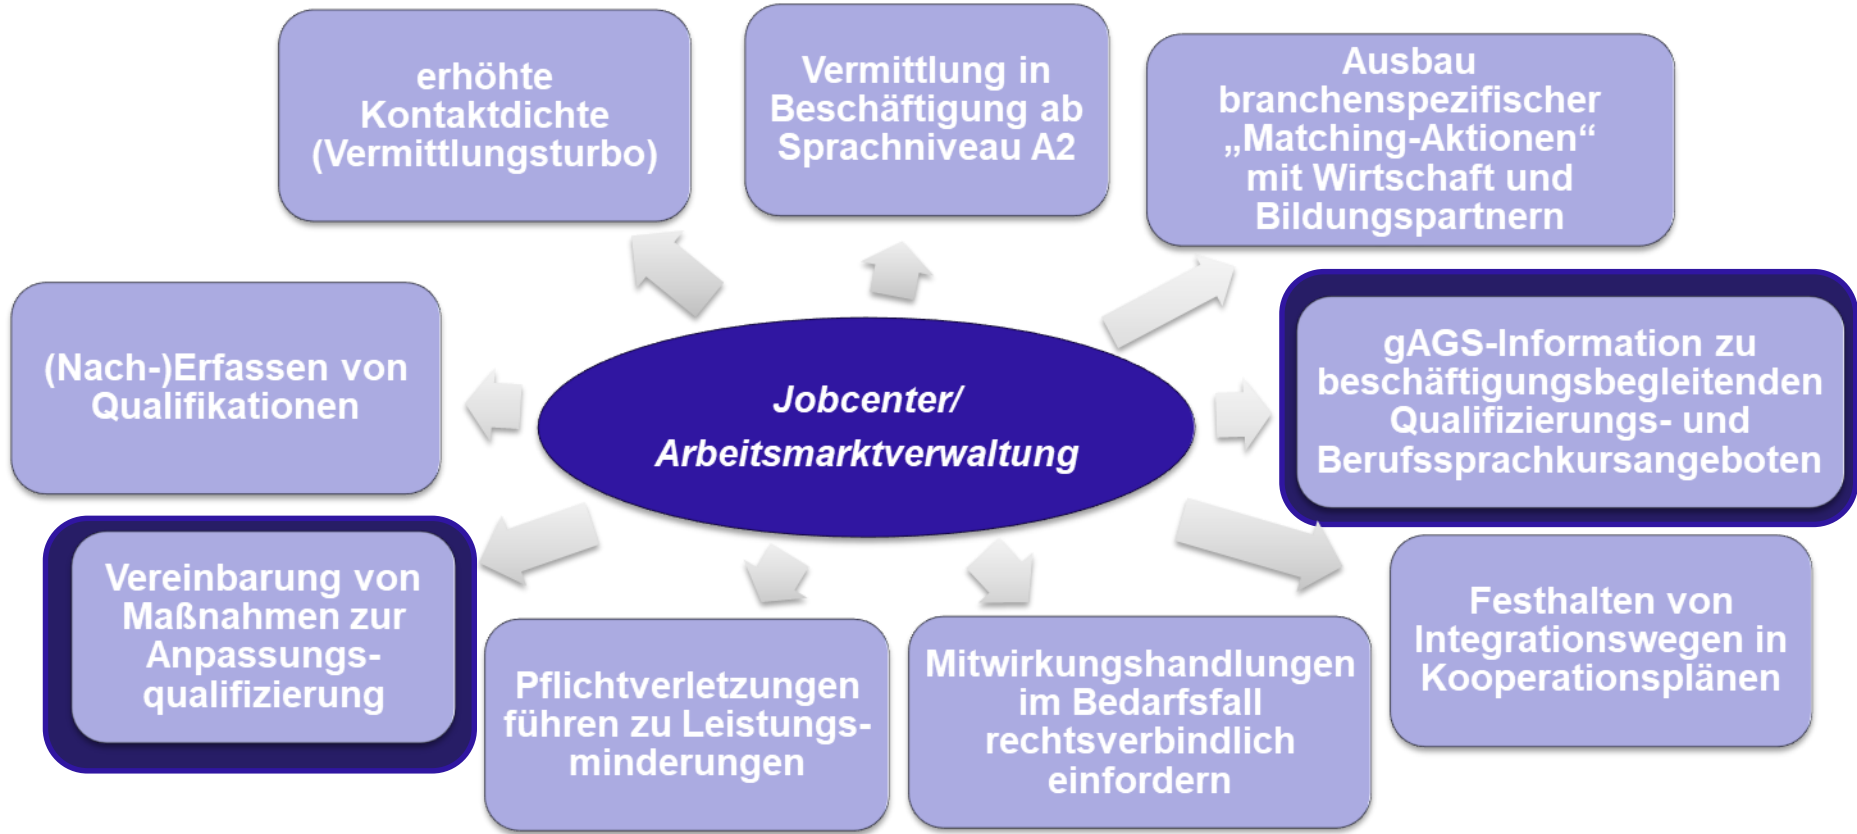 erhöhte
Kontaktdichte
(Vermittlungsturbo)
Vermittlung in
Beschäftigung ab
Sprachniveau A2
Ausbau
branchenspezifischer
„Matching-Aktionen“
mit Wirtschaft und
Bildungspartnern
(Nach-)Erfassen von
Qualifikationen
Jobcenter/
Arbeitsmarktverwaltung
gAGS-Information zu
beschäftigungsbegleitenden
Qualifizierungs- und
Berufssprachkursangeboten
Vereinbarung von
Maßnahmen zur
Anpassungs-
qualifizierung
Pflichtverletzungen
führen zu Leistungs-
minderungen
Mitwirkungshandlungen
im Bedarfsfall
rechtsverbindlich
einfordern
Festhalten von
Integrationswegen in
Kooperationsplänen